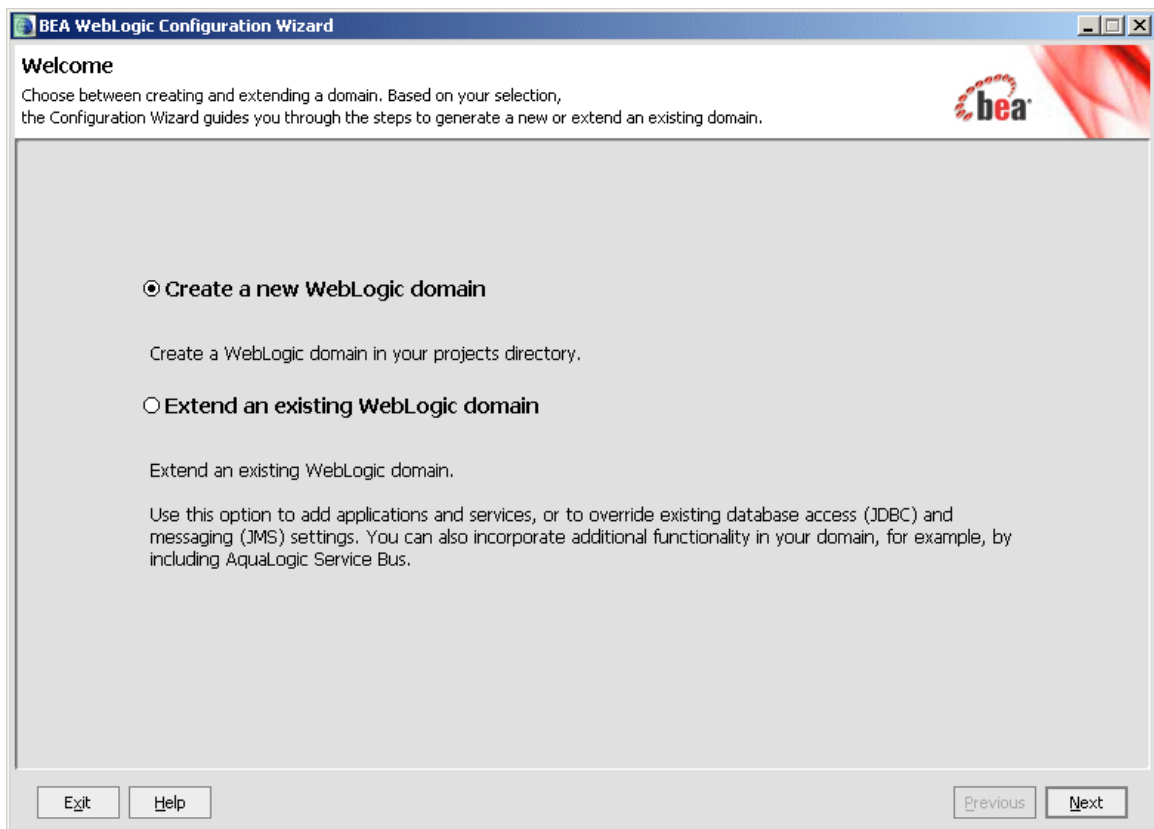 BEA WebLogic Configuration Wizard
Welcome
Choose between creating and extending a domain. Based on your selection,
the Configuration Wizard guides you through the steps to generate a new or extend an existing domain.
bea
Create a new WebLogic domain
Create a WebLogic domain in your projects directory.
Extend an existing WebLogic domain
Extend an existing WebLogic domain.
Use this option to add applications and services, or to override existing database access (JDBC) and
messaging (JMS) settings. You can also incorporate additional functionality in your domain, for example, by
including AquaLogic Service Bus.
Exit Help Previous Next